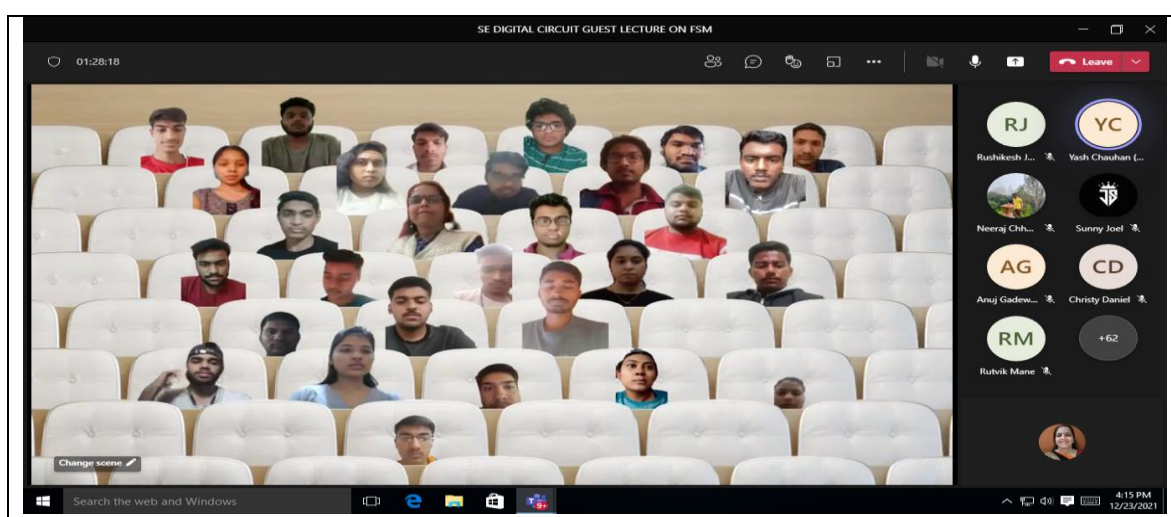 SE DIGITAL CIRCUIT GUEST LECTURE ON FSM
01:28:18
Leave
RJ
YC
Rushikesh J...
Yash Chauhan (...
Neeraj Chh...
Sunny Joel
AG
CD
Anuj Gadew...
Christy Daniel
RM
+62
Rutvik Mane
Change scene
Search the web and Windows
9+
4:15 PM
12/23/2021